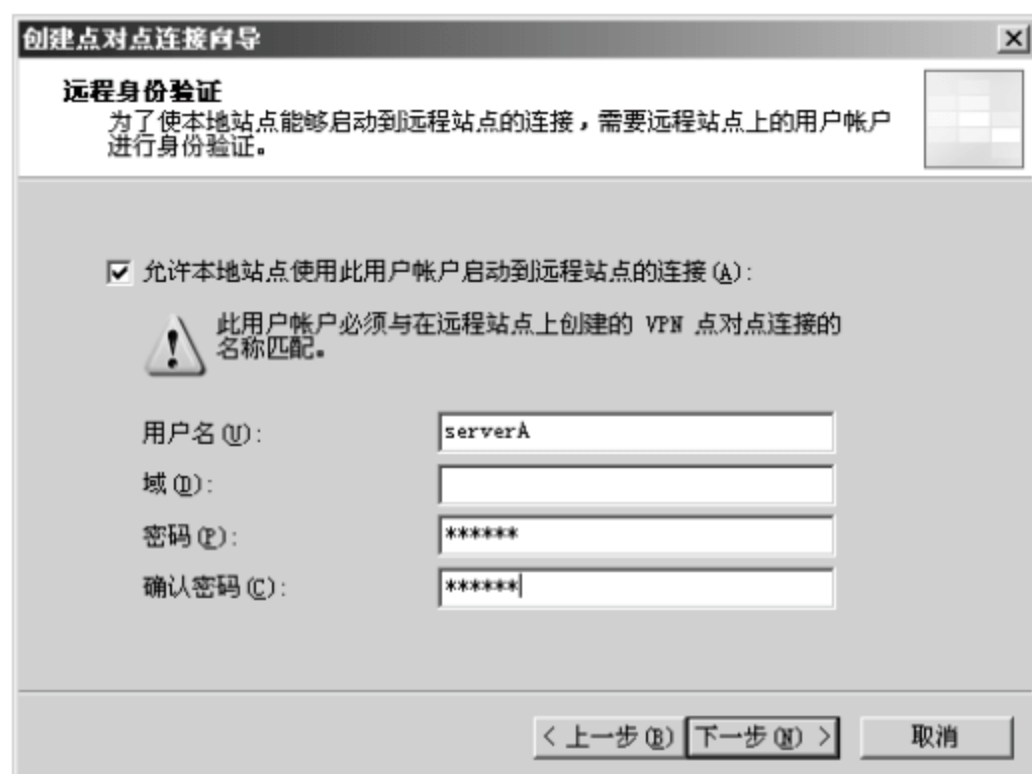 创建点对点连接向导
远程身份验证
为了使本地站点能够启动到远程站点的连接，需要远程站点上的用户帐户
进行身份验证。
允许本地站点使用此用户帐户启动到远程站点的连接(A):
此用户帐户必须与在远程站点上创建的 VPN 点对点连接的
名称匹配。
用户名(U): serverA
域(D):
密码(P): ******
确认密码(C): ******
< 上一步(B) 下一步(N) > 取消